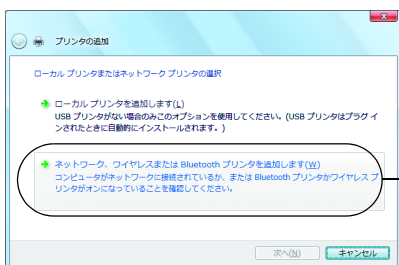 プリンタの追加
ローカル プリンタまたはネットワーク プリンタの選択
ローカル プリンタを追加します(L)
USB プリンタがない場合のみこのオプションを使用してください。(USB プリンタはプラグ イ
ンされたときに自動的にインストールされます。)
ネットワーク、ワイヤレスまたは Bluetooth プリンタを追加します(W)
コンピュータがネットワークに接続されているか、または Bluetooth プリンタかワイヤレス プ
リンタがオンになっていることを確認してください。
次へ(N)
キャンセル